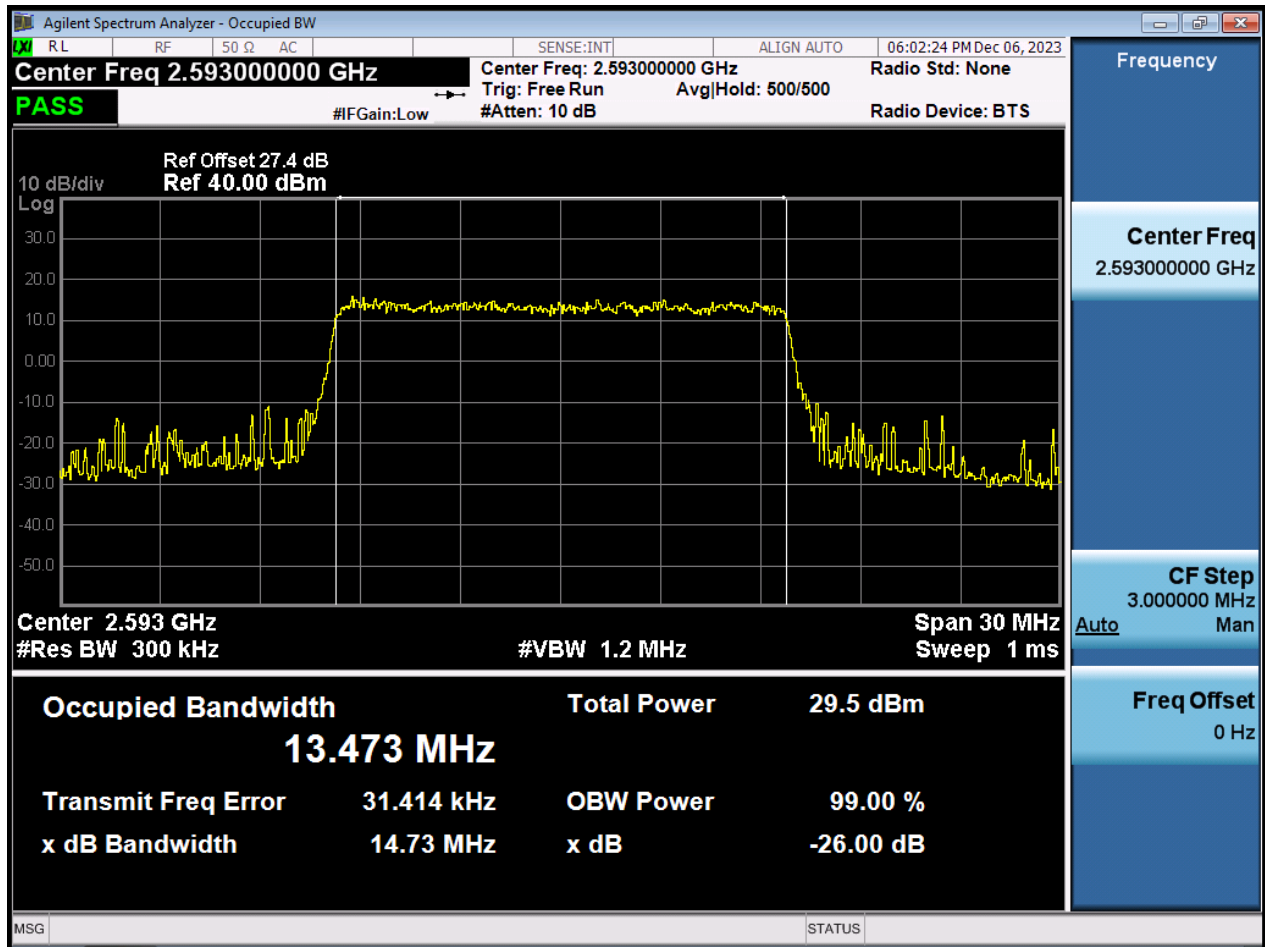 Agilent Spectrum Analyzer - Occupied BW
LXI RL RF 50 Ω AC SENSE:INT ALIGN AUTO 06:02:24 PM Dec 06, 2023
Center Freq 2.593000000 GHz
Center Freq: 2.593000000 GHz
Radio Std: None
Trig: Free Run
Avg|Hold: 500/500
PASS
#IFGain:Low
#Atten: 10 dB
Radio Device: BTS
Ref Offset 27.4 dB
10 dB/div
Ref 40.00 dBm
Log
30.0
20.0
10.0
0.00
-10.0
-20.0
-30.0
-40.0
-50.0
Center 2.593 GHz
Span 30 MHz
#Res BW 300 kHz
#VBW 1.2 MHz
Sweep 1 ms
Occupied Bandwidth
13.473 MHz
Total Power 29.5 dBm
Transmit Freq Error 31.414 kHz
OBW Power 99.00 %
x dB Bandwidth 14.73 MHz
x dB -26.00 dB
Frequency
Center Freq
2.593000000 GHz
CF Step
3.000000 MHz
Auto Man
Freq Offset
0 Hz
MSG
STATUS